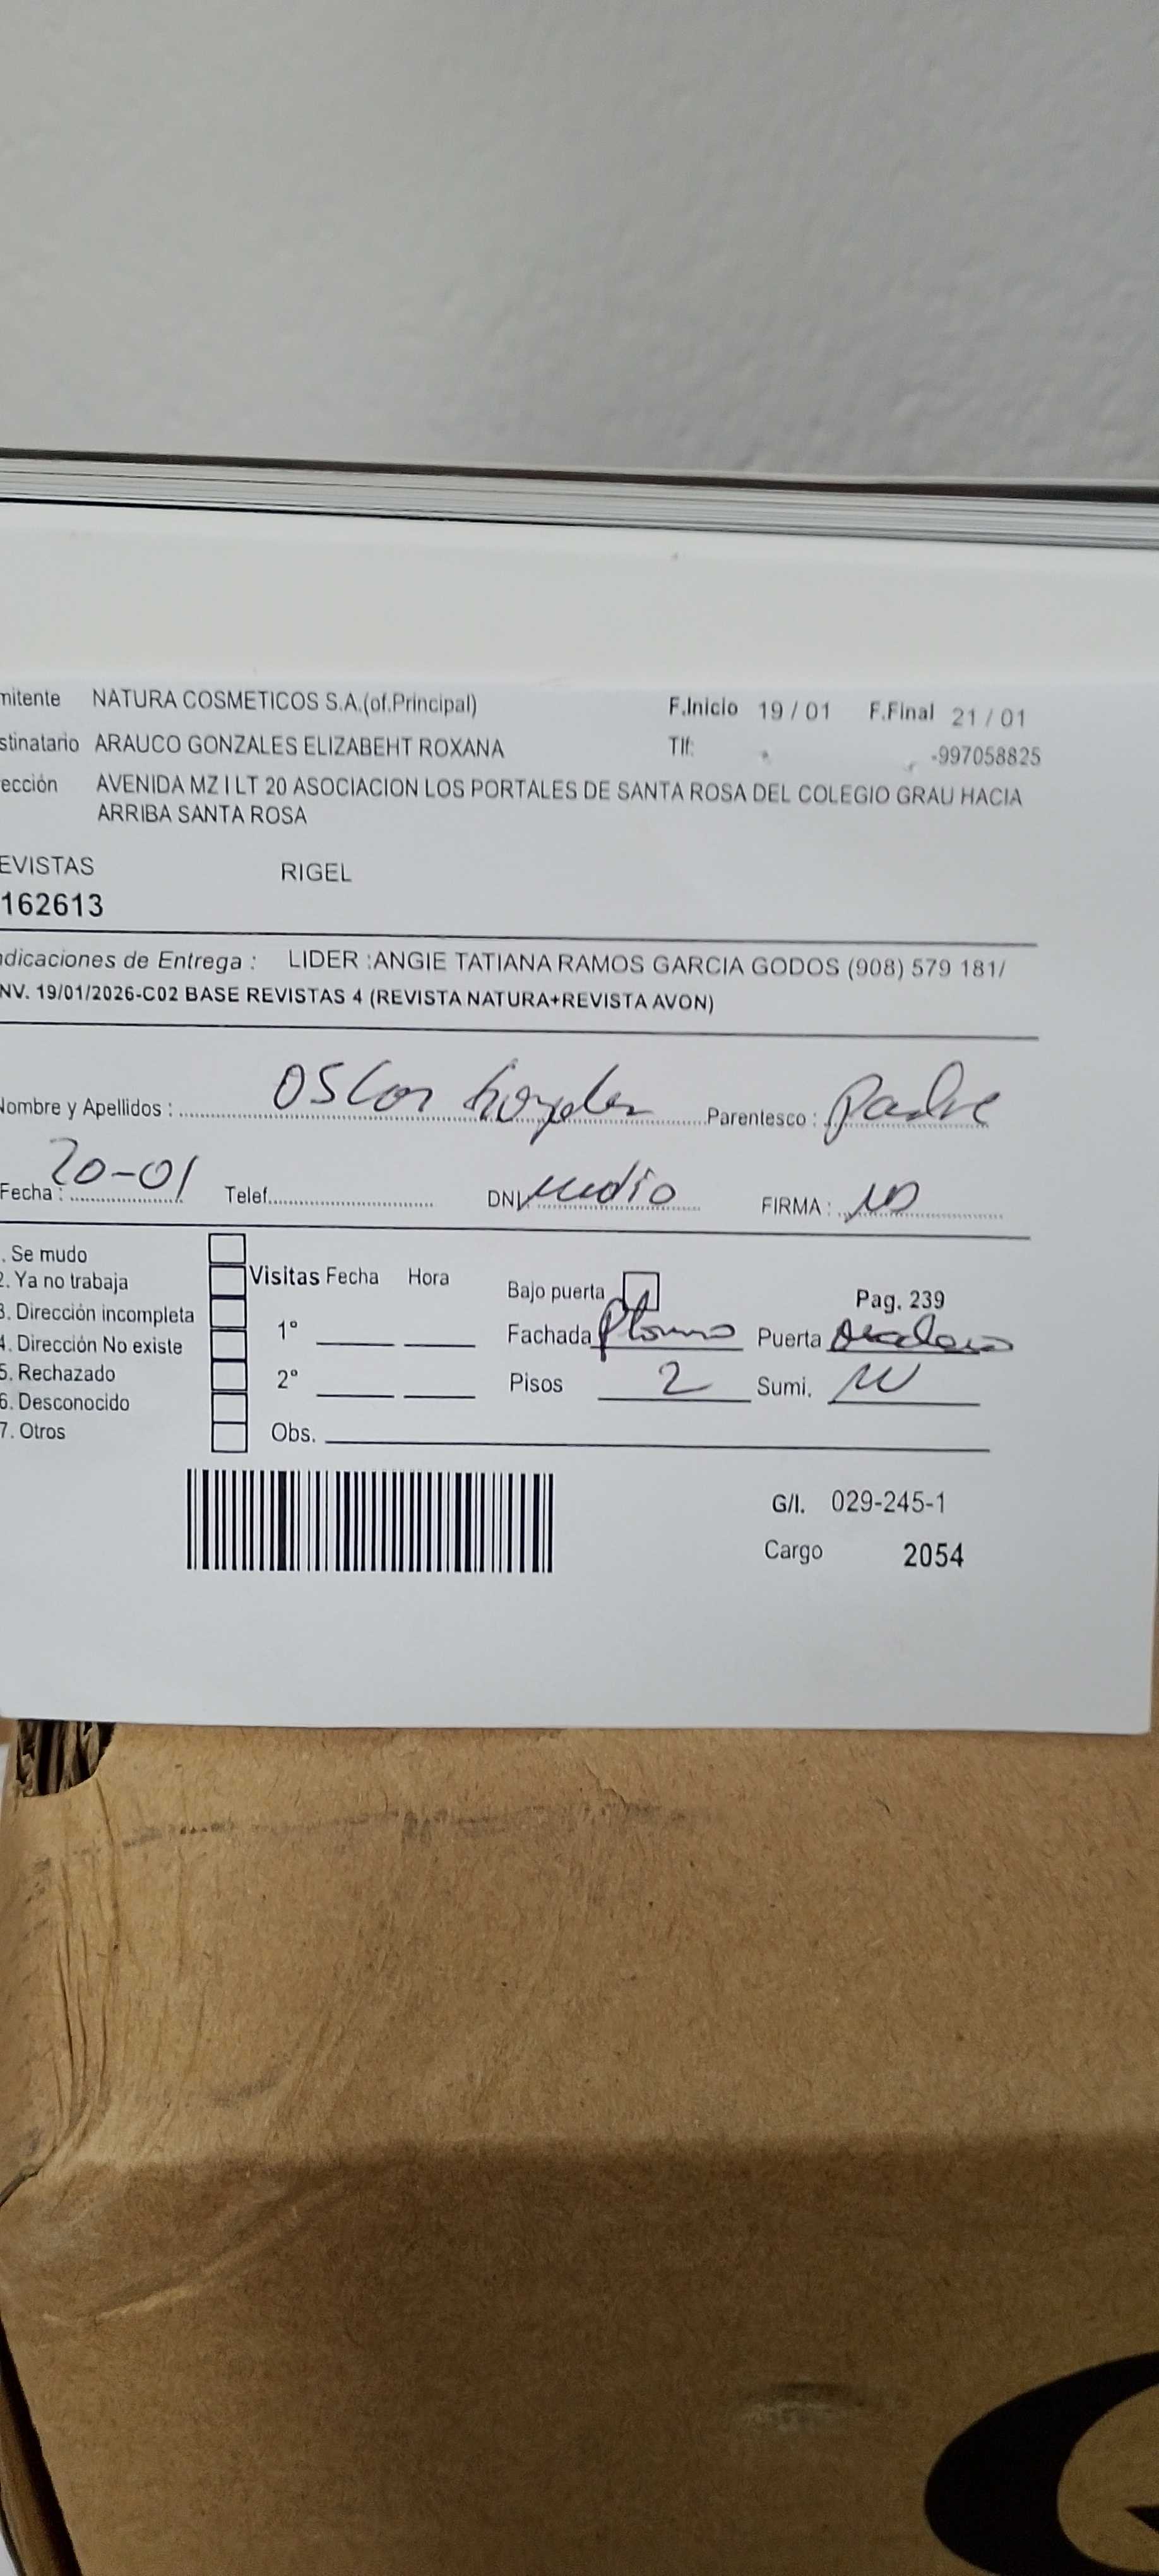 mitente NATURA COSMETICOS S.A.(of.Principal) F.Inicio 19 / 01 F.Final 21 / 01
stinatario ARAUCO GONZALES ELIZABEHT ROXANA Tlf: -997058825
ección AVENIDA MZ I LT 20 ASOCIACION LOS PORTALES DE SANTA ROSA DEL COLEGIO GRAU HACIA
ARRIBA SANTA ROSA
EVISTAS RIGEL
162613
ndicaciones de Entrega : LIDER :ANGIE TATIANA RAMOS GARCIA GODOS (908) 579 181/
NV. 19/01/2026-C02 BASE REVISTAS 4 (REVISTA NATURA+REVISTA AVON)
Nombre y Apellidos : Oscar Parentesco : Padre
Fecha : 20-01 Telef. DNI FIRMA :
. Se mudo
2. Ya no trabaja Visitas Fecha Hora Bajo puerta Pag. 239
3. Dirección incompleta 1° Fachada Plomo Puerta
4. Dirección No existe
5. Rechazado 2° Pisos 2 Sumi.
6. Desconocido
7. Otros Obs.
G/I. 029-245-1
Cargo 2054